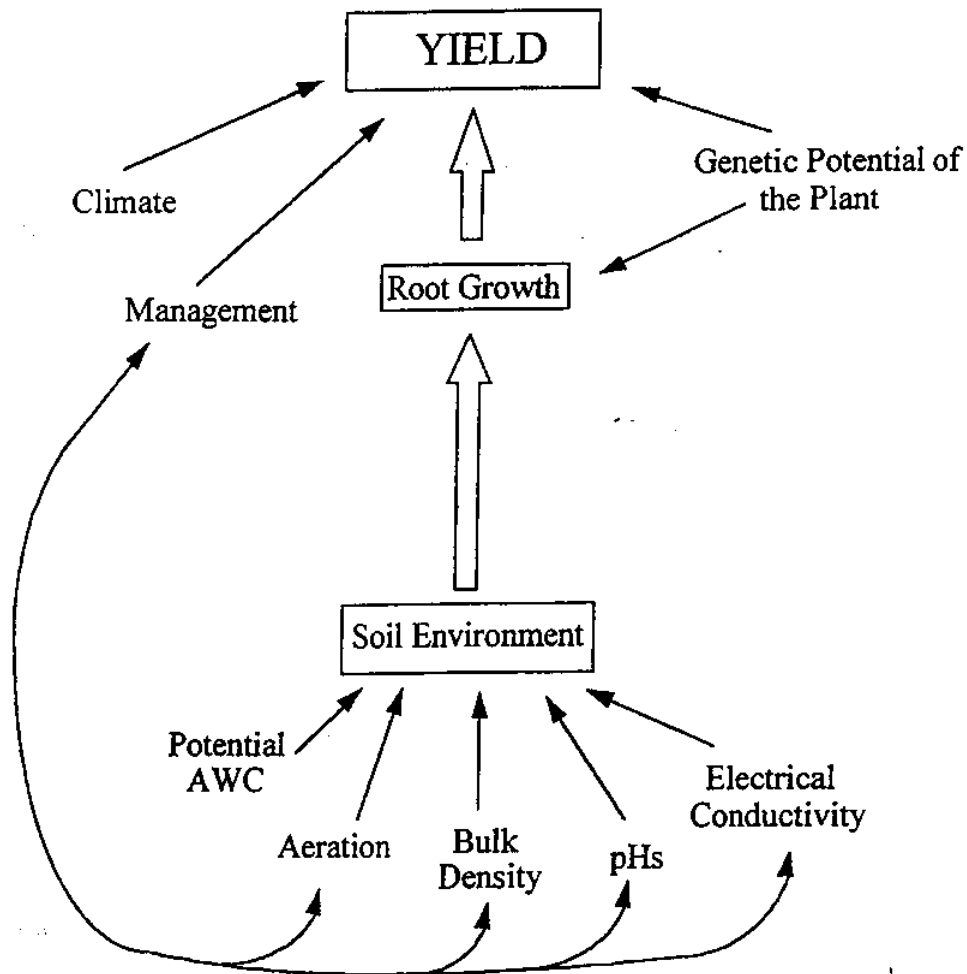 YIELD
Climate
Genetic Potential of
the Plant
Root Growth
Management
Soil Environment
Potential
AWC
Electrical
Conductivity
Aeration
Bulk
Density
pHs